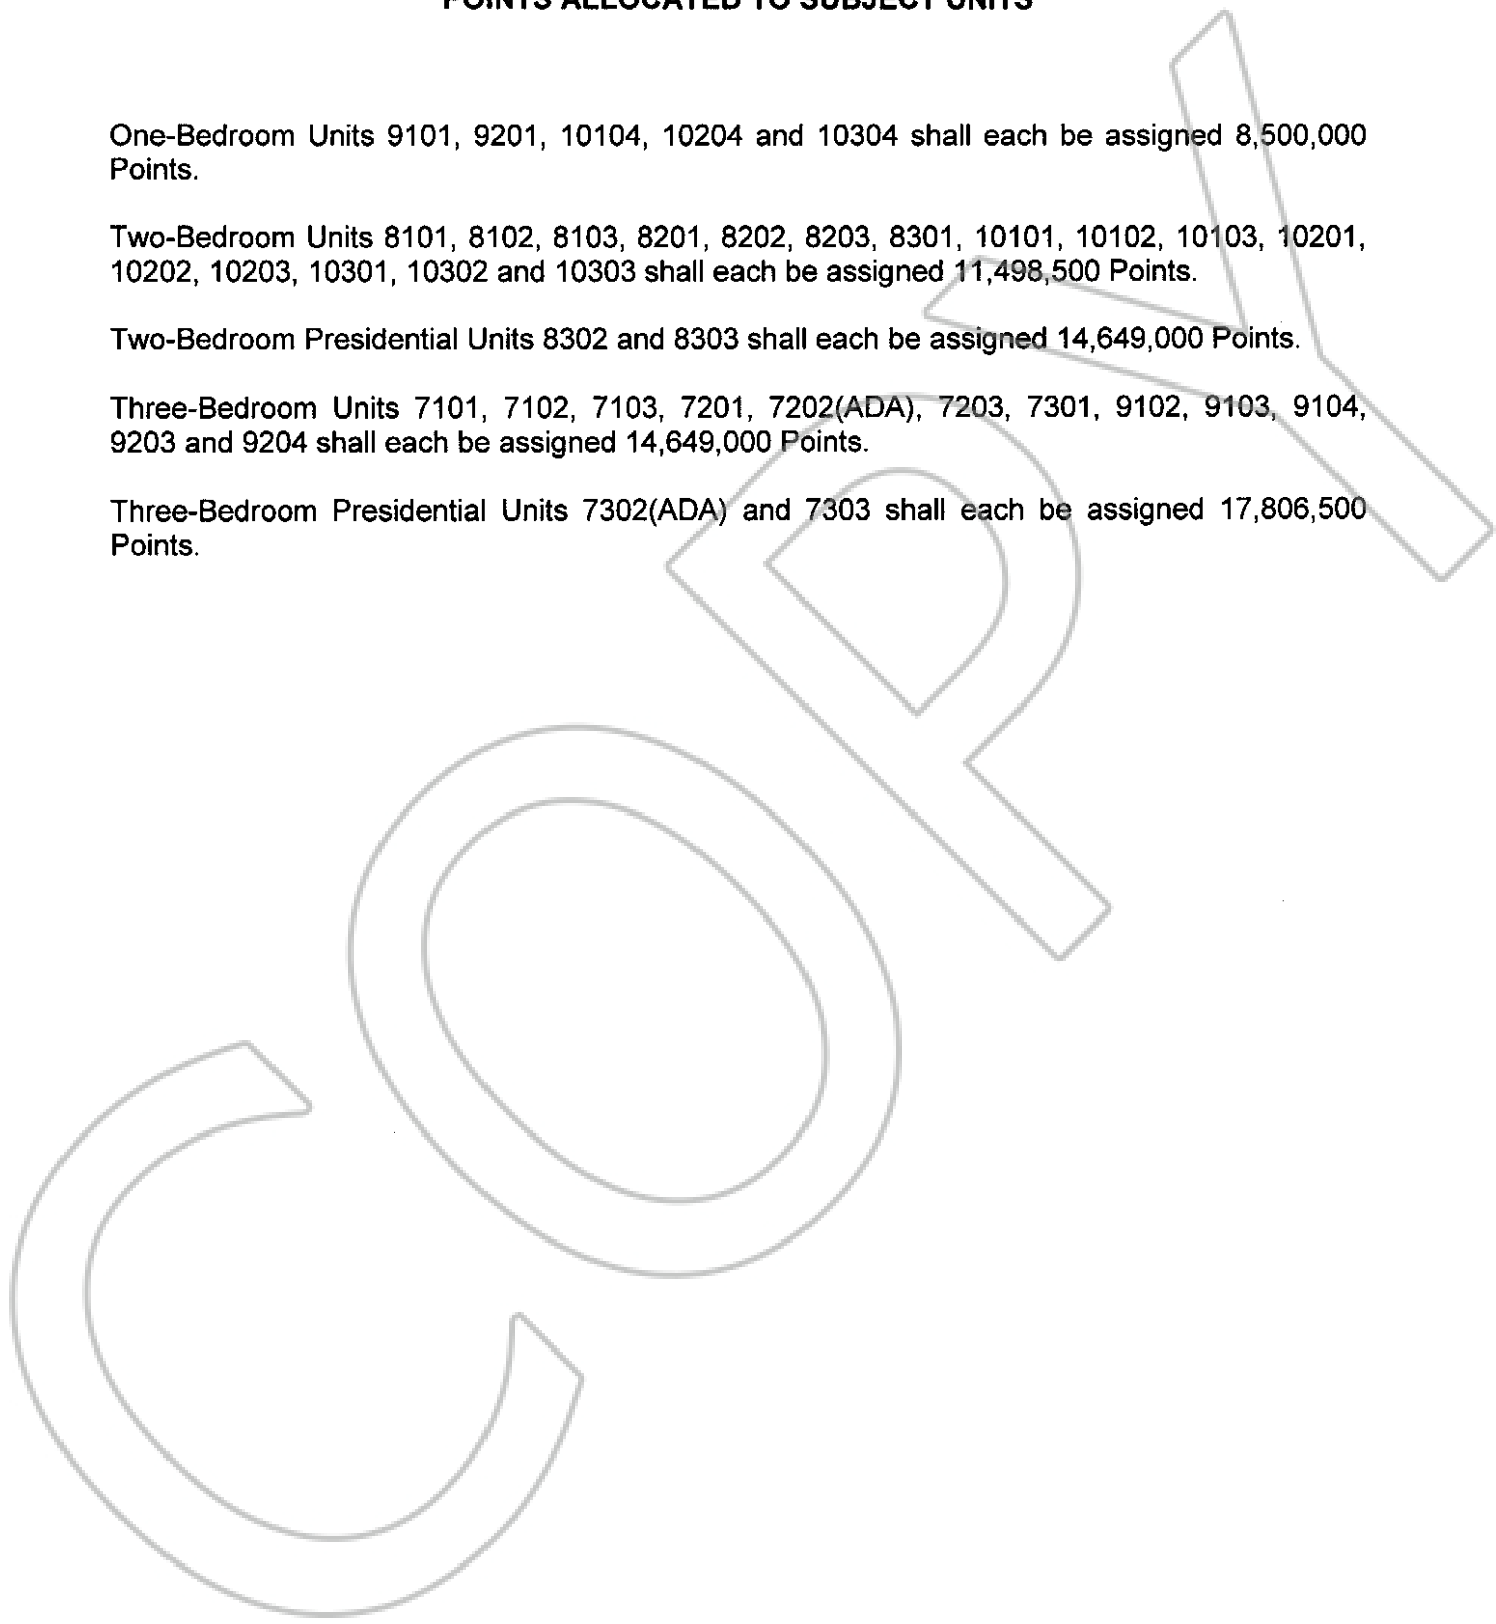 POINTS ALLOCATED TO SUBJECT UNITS
One-Bedroom Units 9101, 9201, 10104, 10204 and 10304 shall each be assigned 8,500,000
Points.
Two-Bedroom Units 8101, 8102, 8103, 8201, 8202, 8203, 8301, 10101, 10102, 10103, 10201,
10202, 10203, 10301, 10302 and 10303 shall each be assigned 11,498,500 Points.
Two-Bedroom Presidential Units 8302 and 8303 shall each be assigned 14,649,000 Points.
Three-Bedroom Units 7101, 7102, 7103, 7201, 7202(ADA), 7203, 7301, 9102, 9103, 9104,
9203 and 9204 shall each be assigned 14,649,000 Points.
Three-Bedroom Presidential Units 7302(ADA) and 7303 shall each be assigned 17,806,500
Points.
COPY